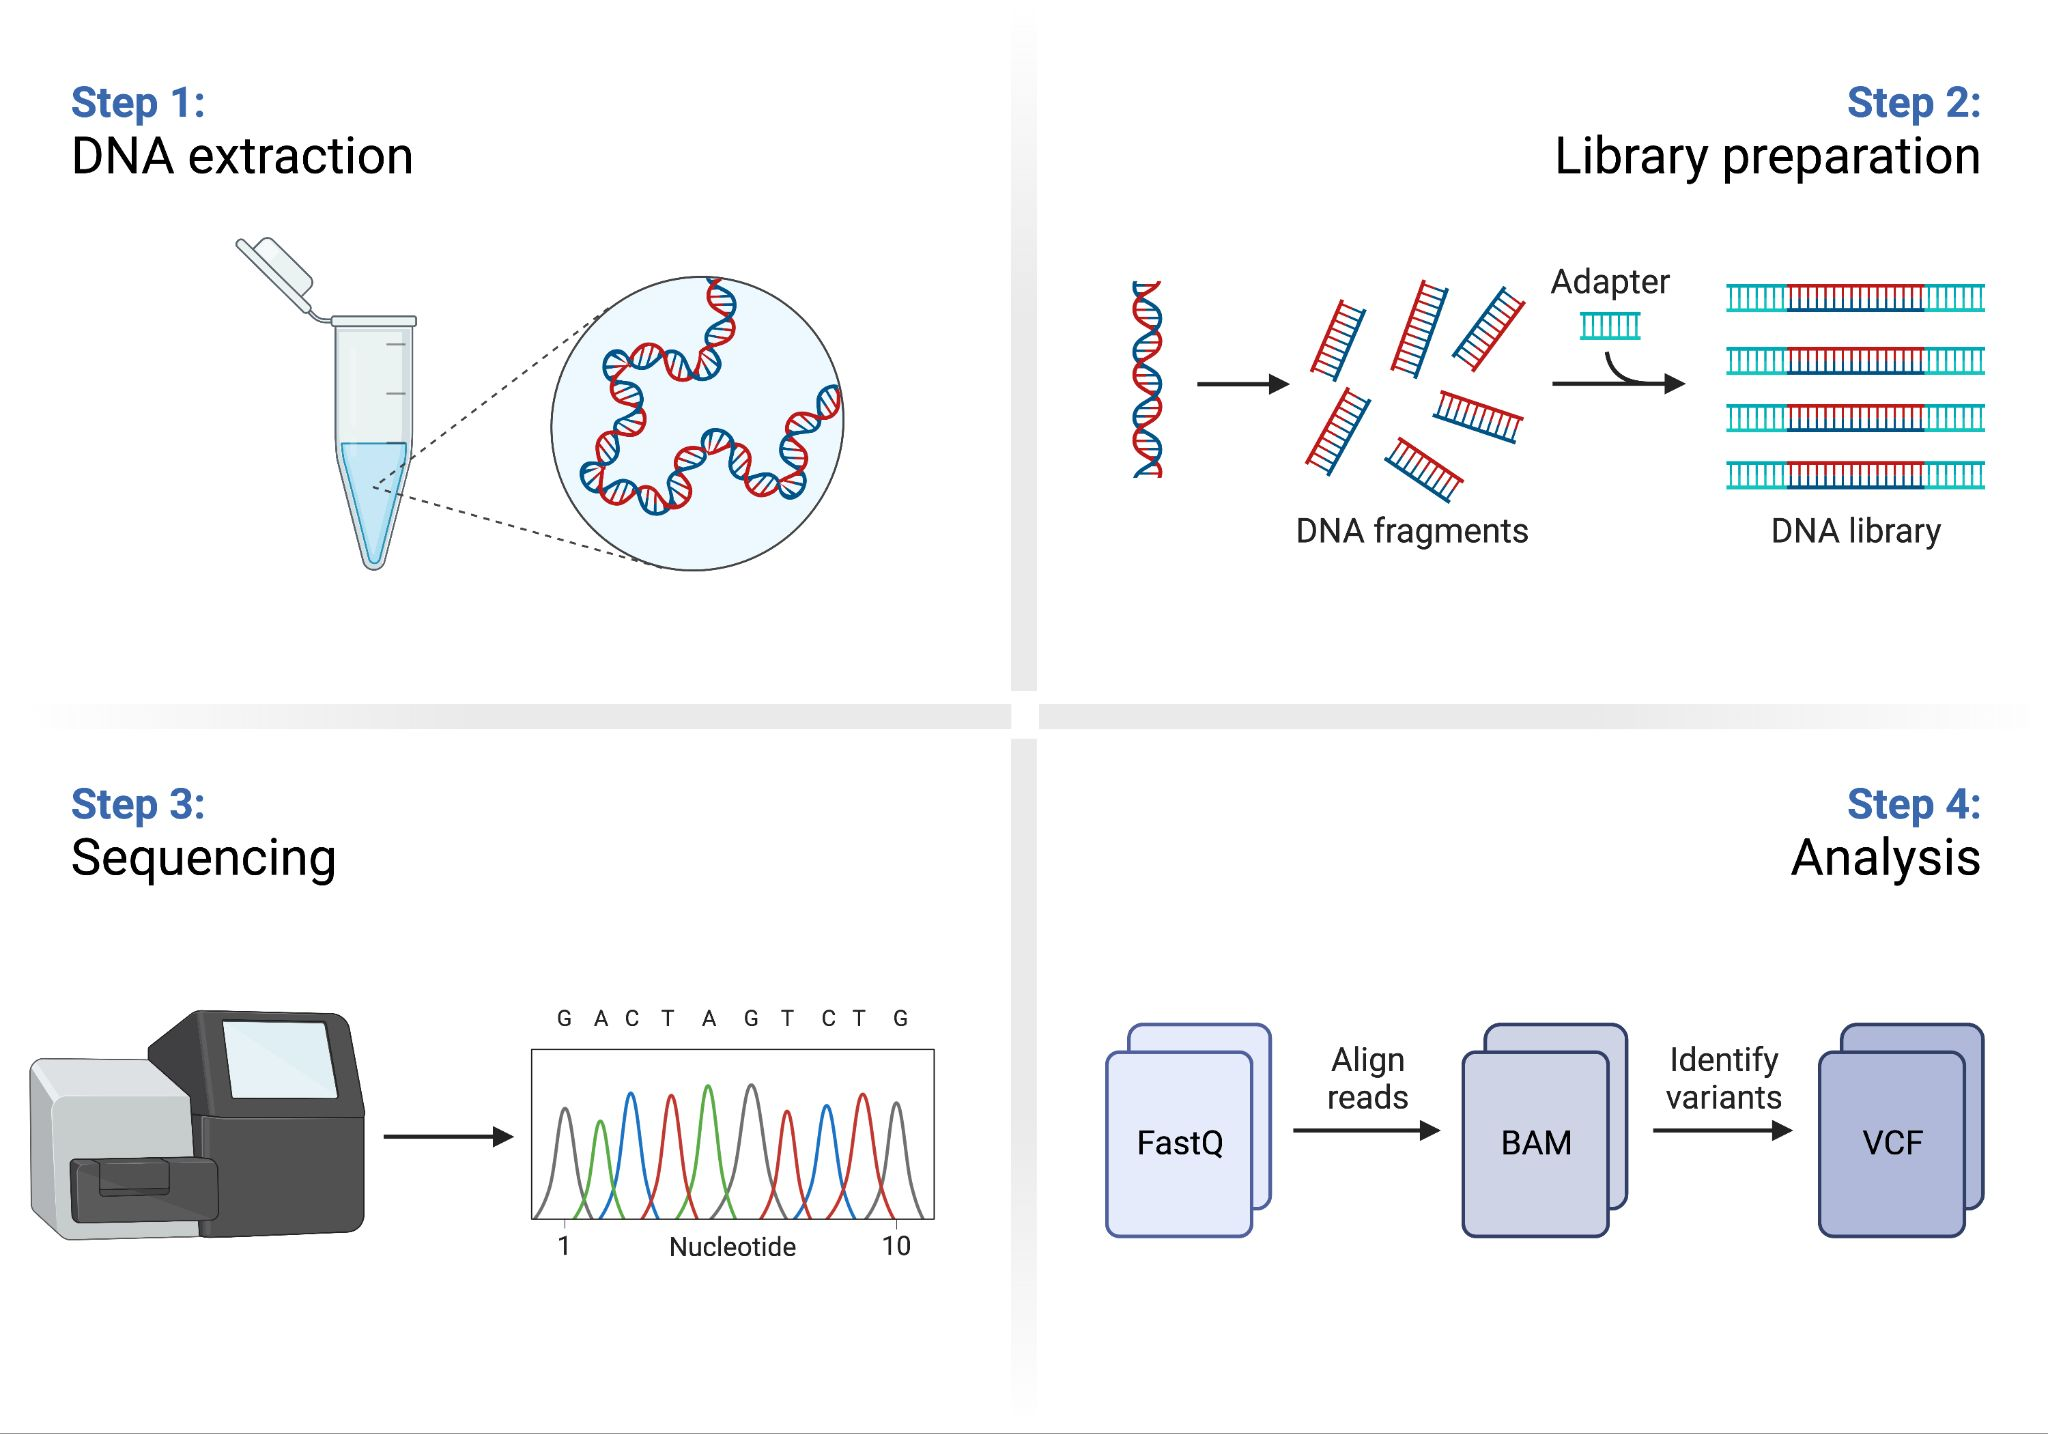 Step 1:
DNA extraction
Step 2:
Library preparation
Adapter
DNA fragments
DNA library
Step 3:
Sequencing
G A C T A G T C T G
1 Nucleotide 10
Step 4:
Analysis
Align
reads
Identify
variants
FastQ
BAM
VCF